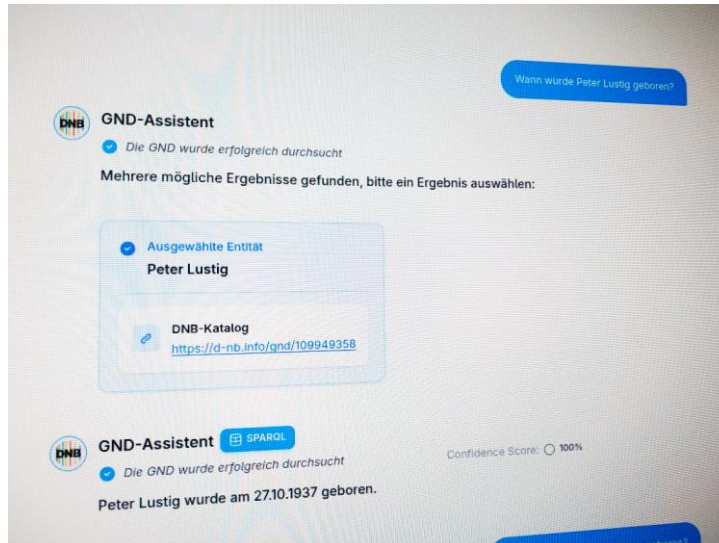 Wann wurde Peter Lustig geboren?
DNB
GND-Assistent
Die GND wurde erfolgreich durchsucht
Mehrere mögliche Ergebnisse gefunden, bitte ein Ergebnis auswählen:
Ausgewählte Entität
Peter Lustig
DNB-Katalog
https://d-nb.info/gnd/109949358
DNB
GND-Assistent SPARQL
Confidence Score: 100%
Die GND wurde erfolgreich durchsucht
Peter Lustig wurde am 27.10.1937 geboren.